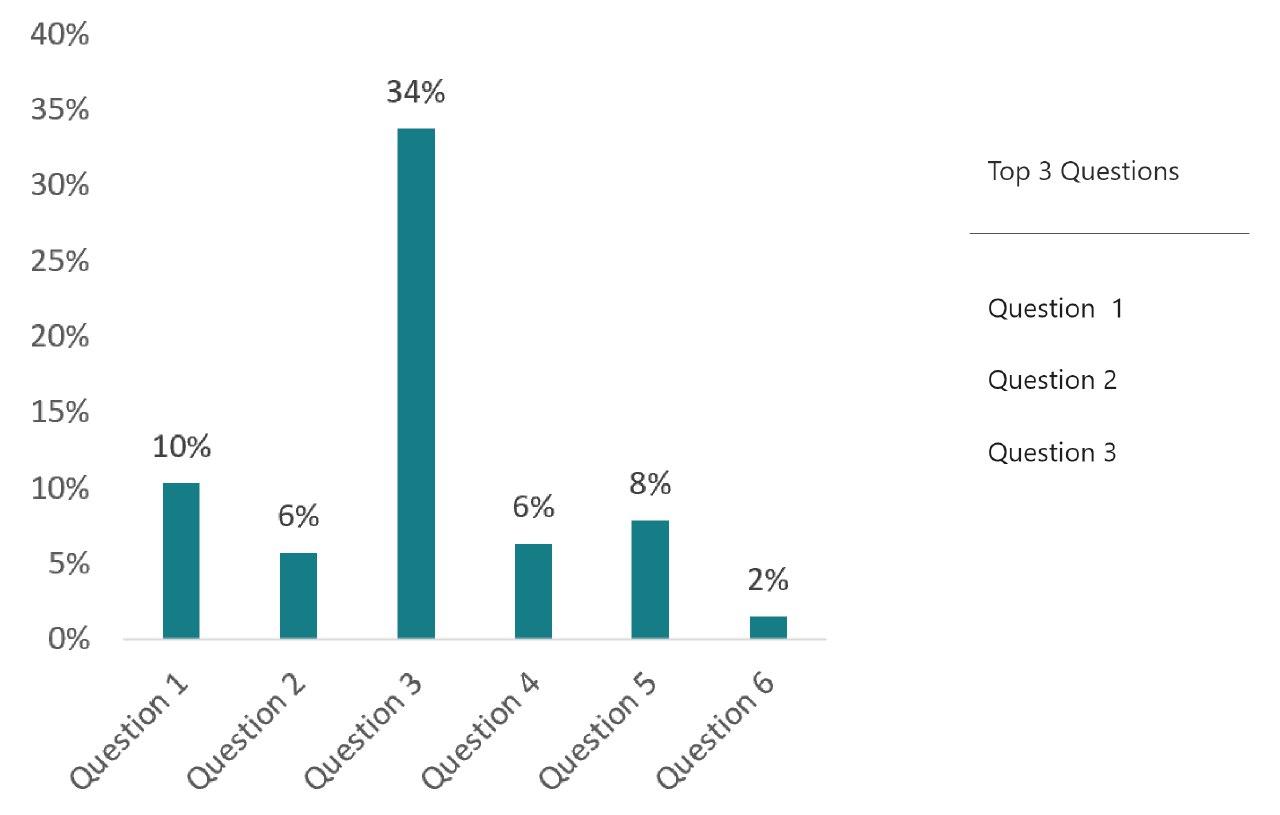 40%
35%
30%
25%
20%
15%
10%
5%
0%
10%
6%
34%
6%
8%
2%
Question 1
Question 2
Question 3
Question 4
Question 5
Question 6
Top 3 Questions
Question  1
Question 2
Question 3